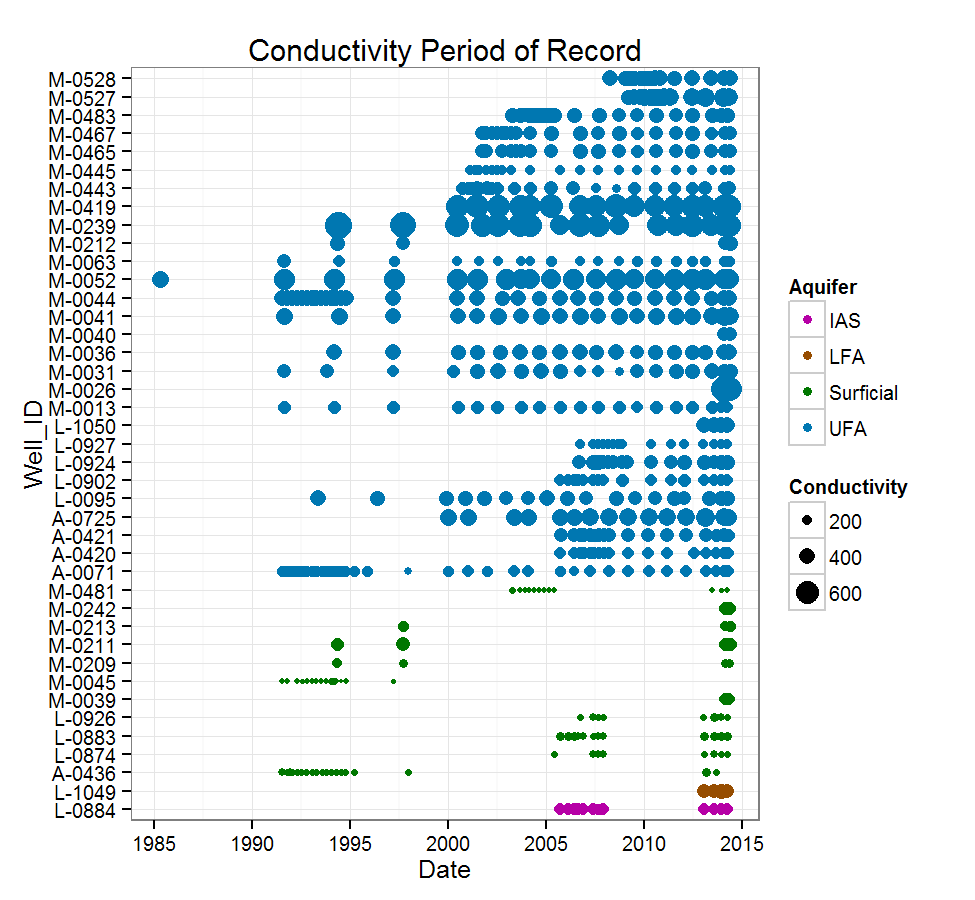 Conductivity Period of Record
Well_ID
M-0528
M-0527
M-0483
M-0467
M-0465
M-0445
M-0443
M-0419
M-0239
M-0212
M-0063
M-0052
M-0044
M-0041
M-0040
M-0036
M-0031
M-0026
M-0013
L-1050
L-0927
L-0924
L-0902
L-0095
A-0725
A-0421
A-0420
A-0071
M-0481
M-0242
M-0213
M-0211
M-0209
M-0045
M-0039
L-0926
L-0883
L-0874
A-0436
L-1049
L-0884
1985 1990 1995 2000 2005 2010 2015
Date
Aquifer
IAS
LFA
Surficial
UFA
Conductivity
200
400
600